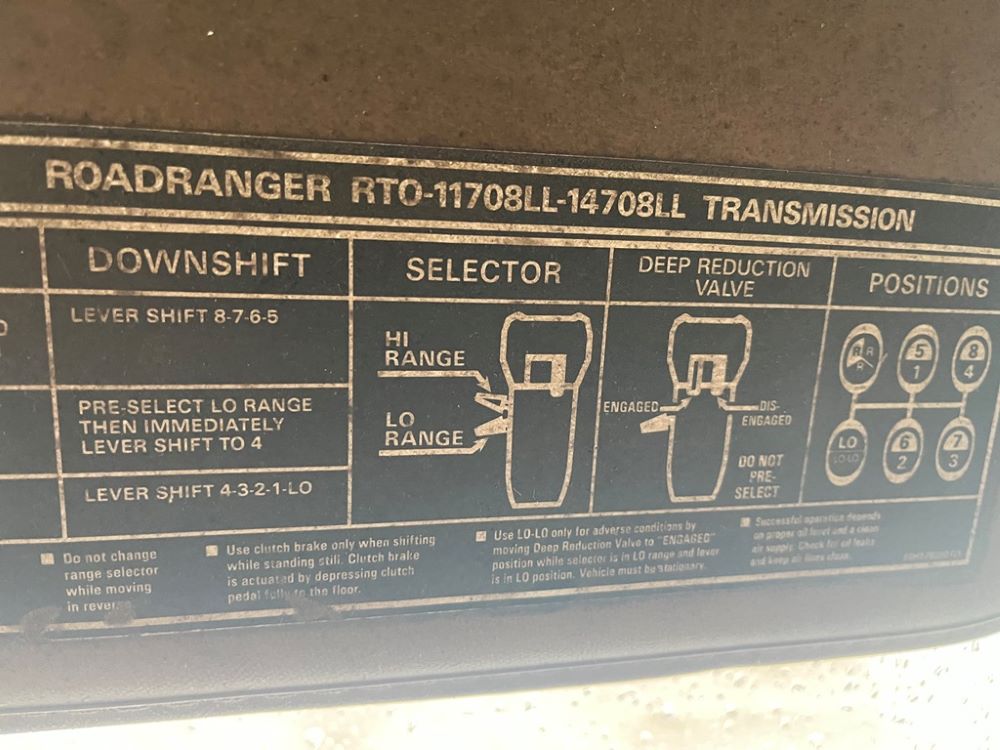 ROADRANGER RTO-11708LL-14708LL TRANSMISSION
DOWNSHIFT
LEVER SHIFT 8-7-6-5
PRE-SELECT LO RANGE
THEN IMMEDIATELY
LEVER SHIFT TO 4
LEVER SHIFT 4-3-2-1-LO
SELECTOR
HI
RANGE
LO
RANGE
DEEP REDUCTION
VALVE
ENGAGED
DIS-
ENGAGED
DO NOT
PRE-
SELECT
POSITIONS
R R
R
5
1
8
4
LO
LO-LO
6
2
7
3
Do not change
range selector
while moving
in reverse.
Use clutch brake only when shifting
while standing still. Clutch brake
is actuated by depressing clutch
pedal fully to the floor.
Use LO-LO only for adverse conditions by
moving Deep Reduction Valve to "ENGAGED"
position while selector is in LO range and lever
is in LO position. Vehicle must be stationary.
Successful operation depends
on proper oil level and a clean
air supply. Check for oil leaks
and keep air lines clean.